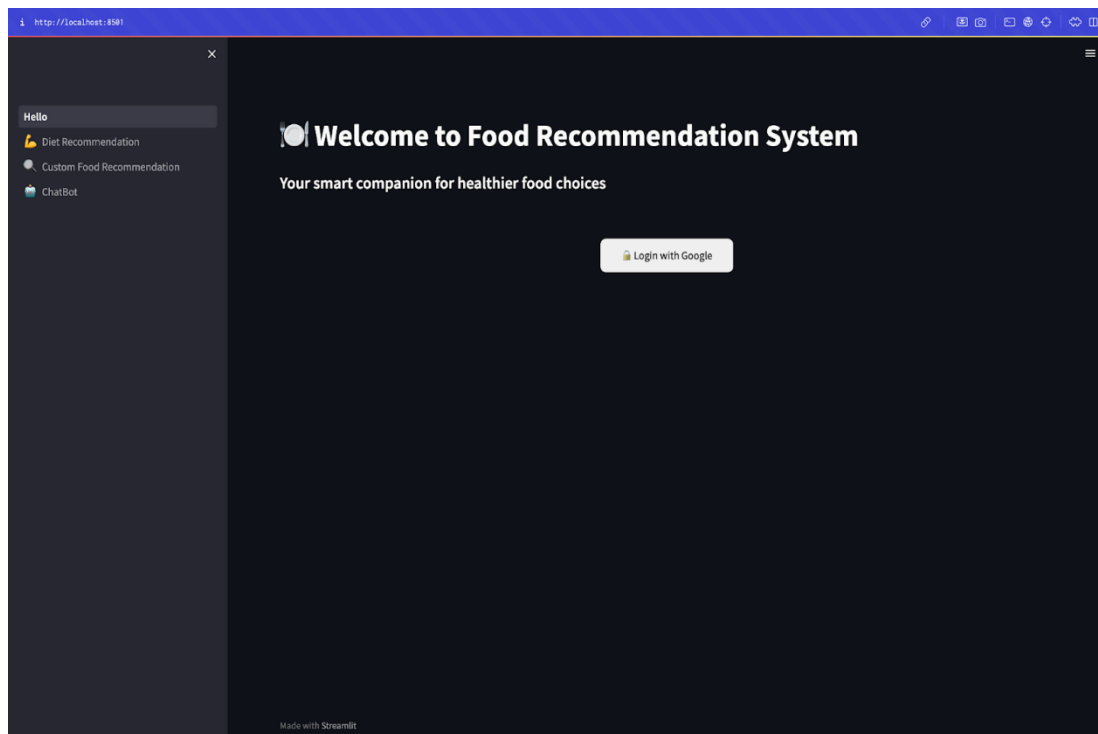 http://localhost:8501
Hello
Diet Recommendation
Custom Food Recommendation
ChatBot
Welcome to Food Recommendation System
Your smart companion for healthier food choices
Login with Google
Made with Streamlit